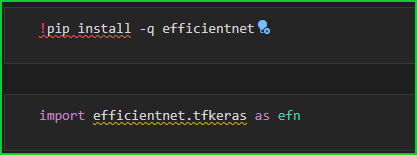 !pip install -q efficientnet
import efficientnet.tfkeras as efn